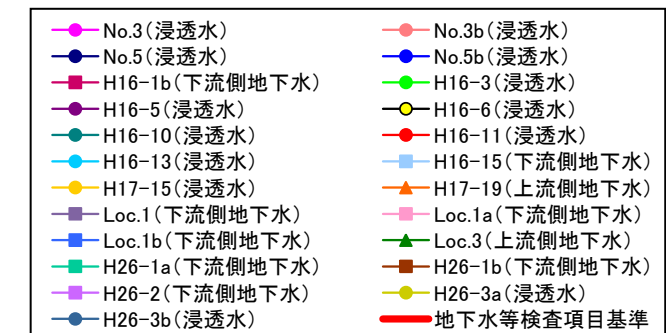 No.3(浸透水) No.3b(浸透水)
No.5(浸透水) No.5b(浸透水)
H16-1b(下流側地下水) H16-3(浸透水)
H16-5(浸透水) H16-6(浸透水)
H16-10(浸透水) H16-11(浸透水)
H16-13(浸透水) H16-15(下流側地下水)
H17-15(浸透水) H17-19(上流側地下水)
Loc.1(下流側地下水) Loc.1a(下流側地下水)
Loc.1b(下流側地下水) Loc.3(上流側地下水)
H26-1a(下流側地下水) H26-1b(下流側地下水)
H26-2(下流側地下水) H26-3a(浸透水)
H26-3b(浸透水) 地下水等検査項目基準